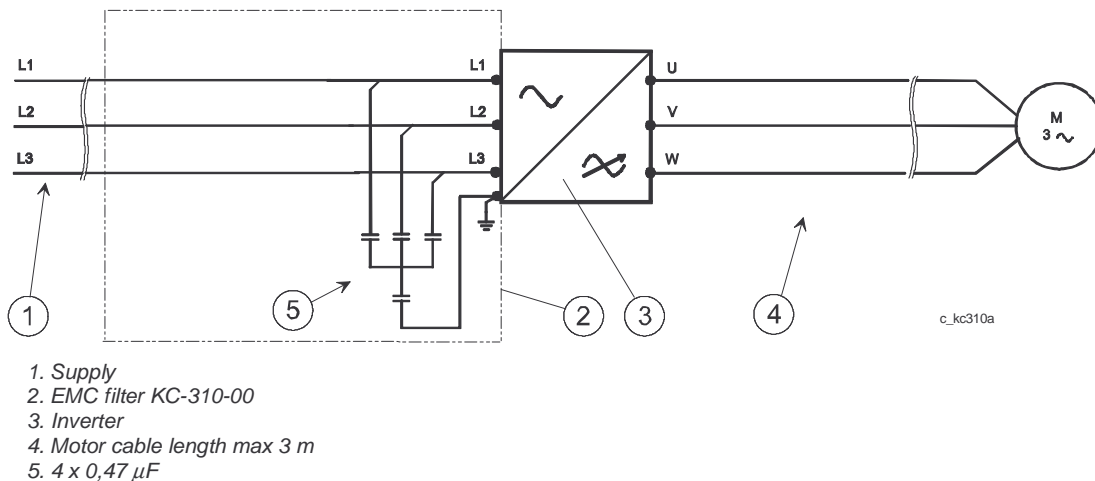 L1 L1 U
L2 L2 V M
3
L3 L3 W
1 5 2 3 4
c_kc310a
1. Supply
2. EMC filter KC-310-00
3. Inverter
4. Motor cable length max 3 m
5. 4 x 0,47 μF